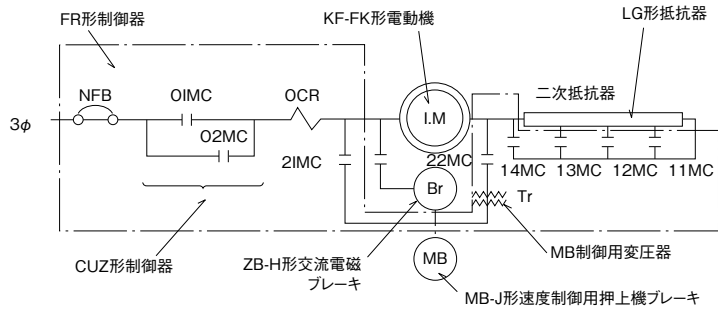 FR形制御器
KF-FK形電動機
LG形抵抗器
NFB
01MC
OCR
I.M
二次抵抗器
3φ
02MC
21MC
22MC
14MC
13MC
12MC
11MC
Br
Tr
CUZ形制御器
ZB-H形交流電磁
ブレーキ
MB
MB制御用変圧器
MB-J形速度制御用押上機ブレーキ